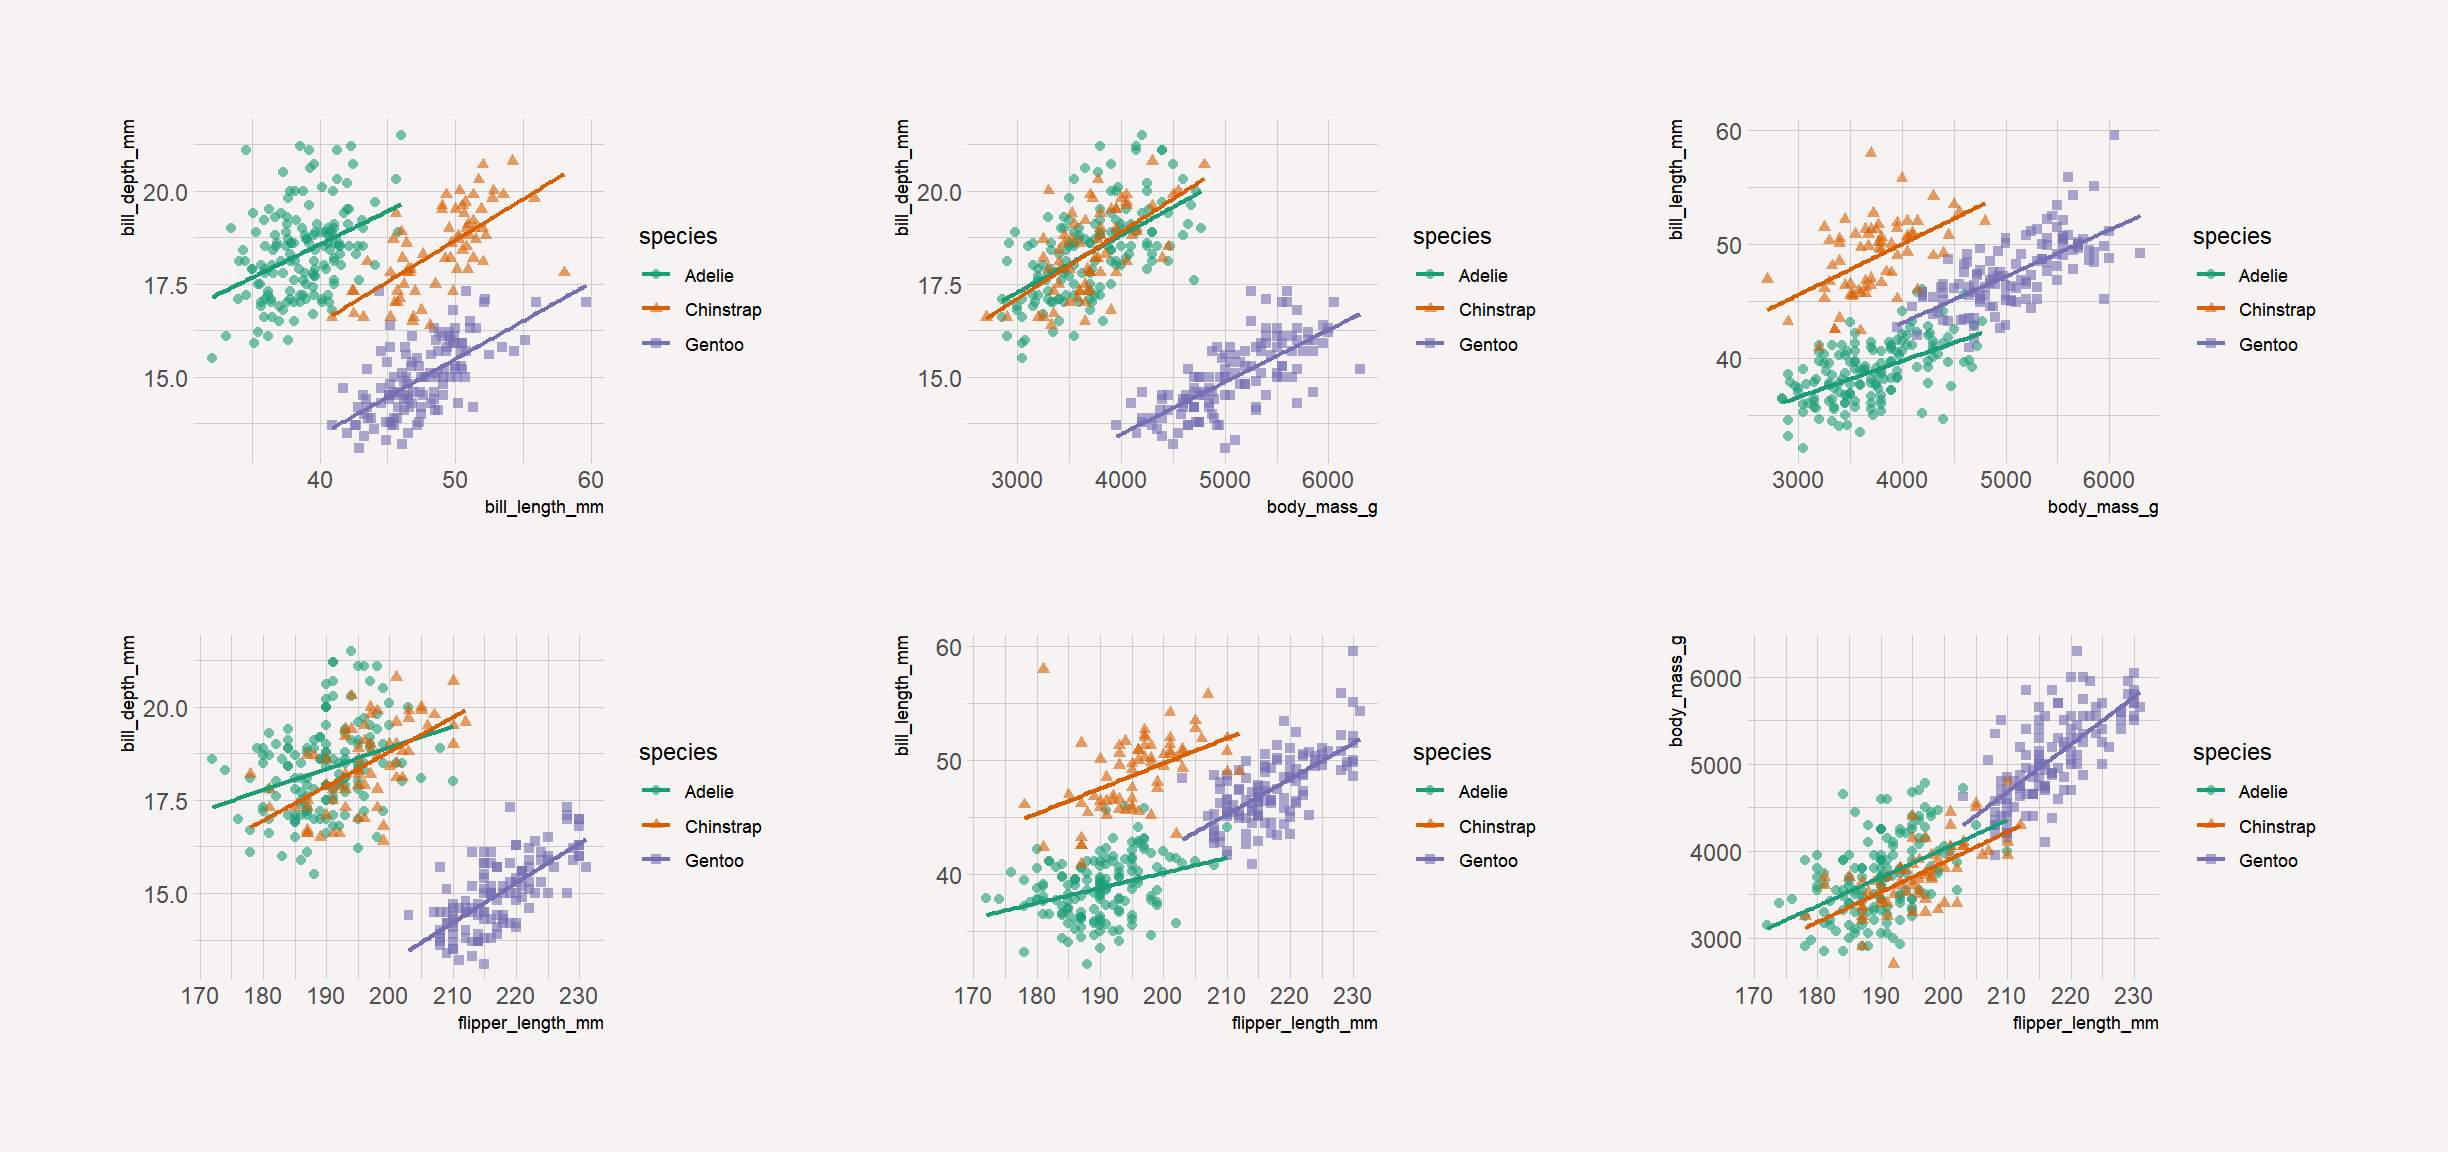 bill_depth_mm
20.0
17.5
15.0
40 50 60
bill_length_mm
species
Adelie
Chinstrap
Gentoo
bill_depth_mm
20.0
17.5
15.0
3000 4000 5000 6000
body_mass_g
species
Adelie
Chinstrap
Gentoo
bill_length_mm
60
50
40
3000 4000 5000 6000
body_mass_g
species
Adelie
Chinstrap
Gentoo
bill_depth_mm
20.0
17.5
15.0
170 180 190 200 210 220 230
flipper_length_mm
species
Adelie
Chinstrap
Gentoo
bill_length_mm
60
50
40
170 180 190 200 210 220 230
flipper_length_mm
species
Adelie
Chinstrap
Gentoo
body_mass_g
6000
5000
4000
3000
170 180 190 200 210 220 230
flipper_length_mm
species
Adelie
Chinstrap
Gentoo